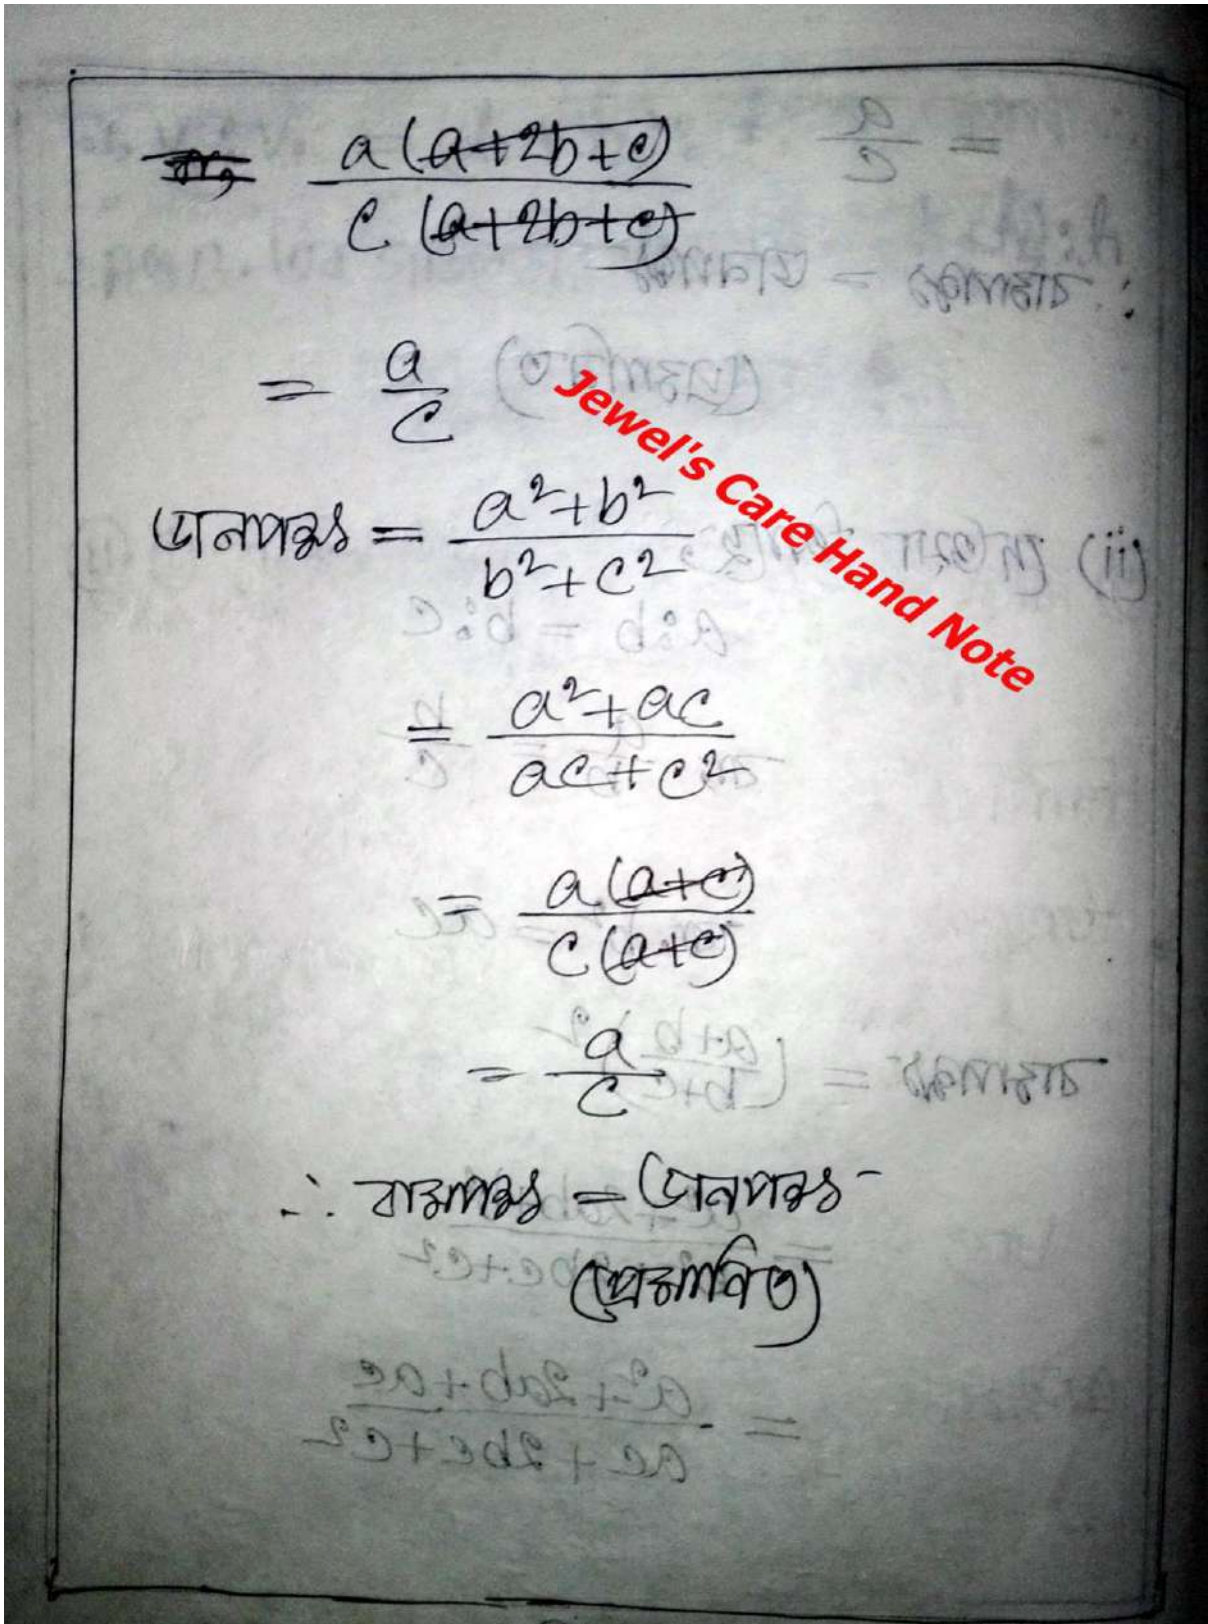 a(a+2b+c)
c(a+2b+c)
= a/c
ডানপক্ষ = a²+b²/b²+c²
= a²+ac/ac+c²
= a(a+c)/c(a+c)
= a/c
∴ বামপক্ষ = ডানপক্ষ
(প্রমাণিত)
Jewel's Care Hand Note